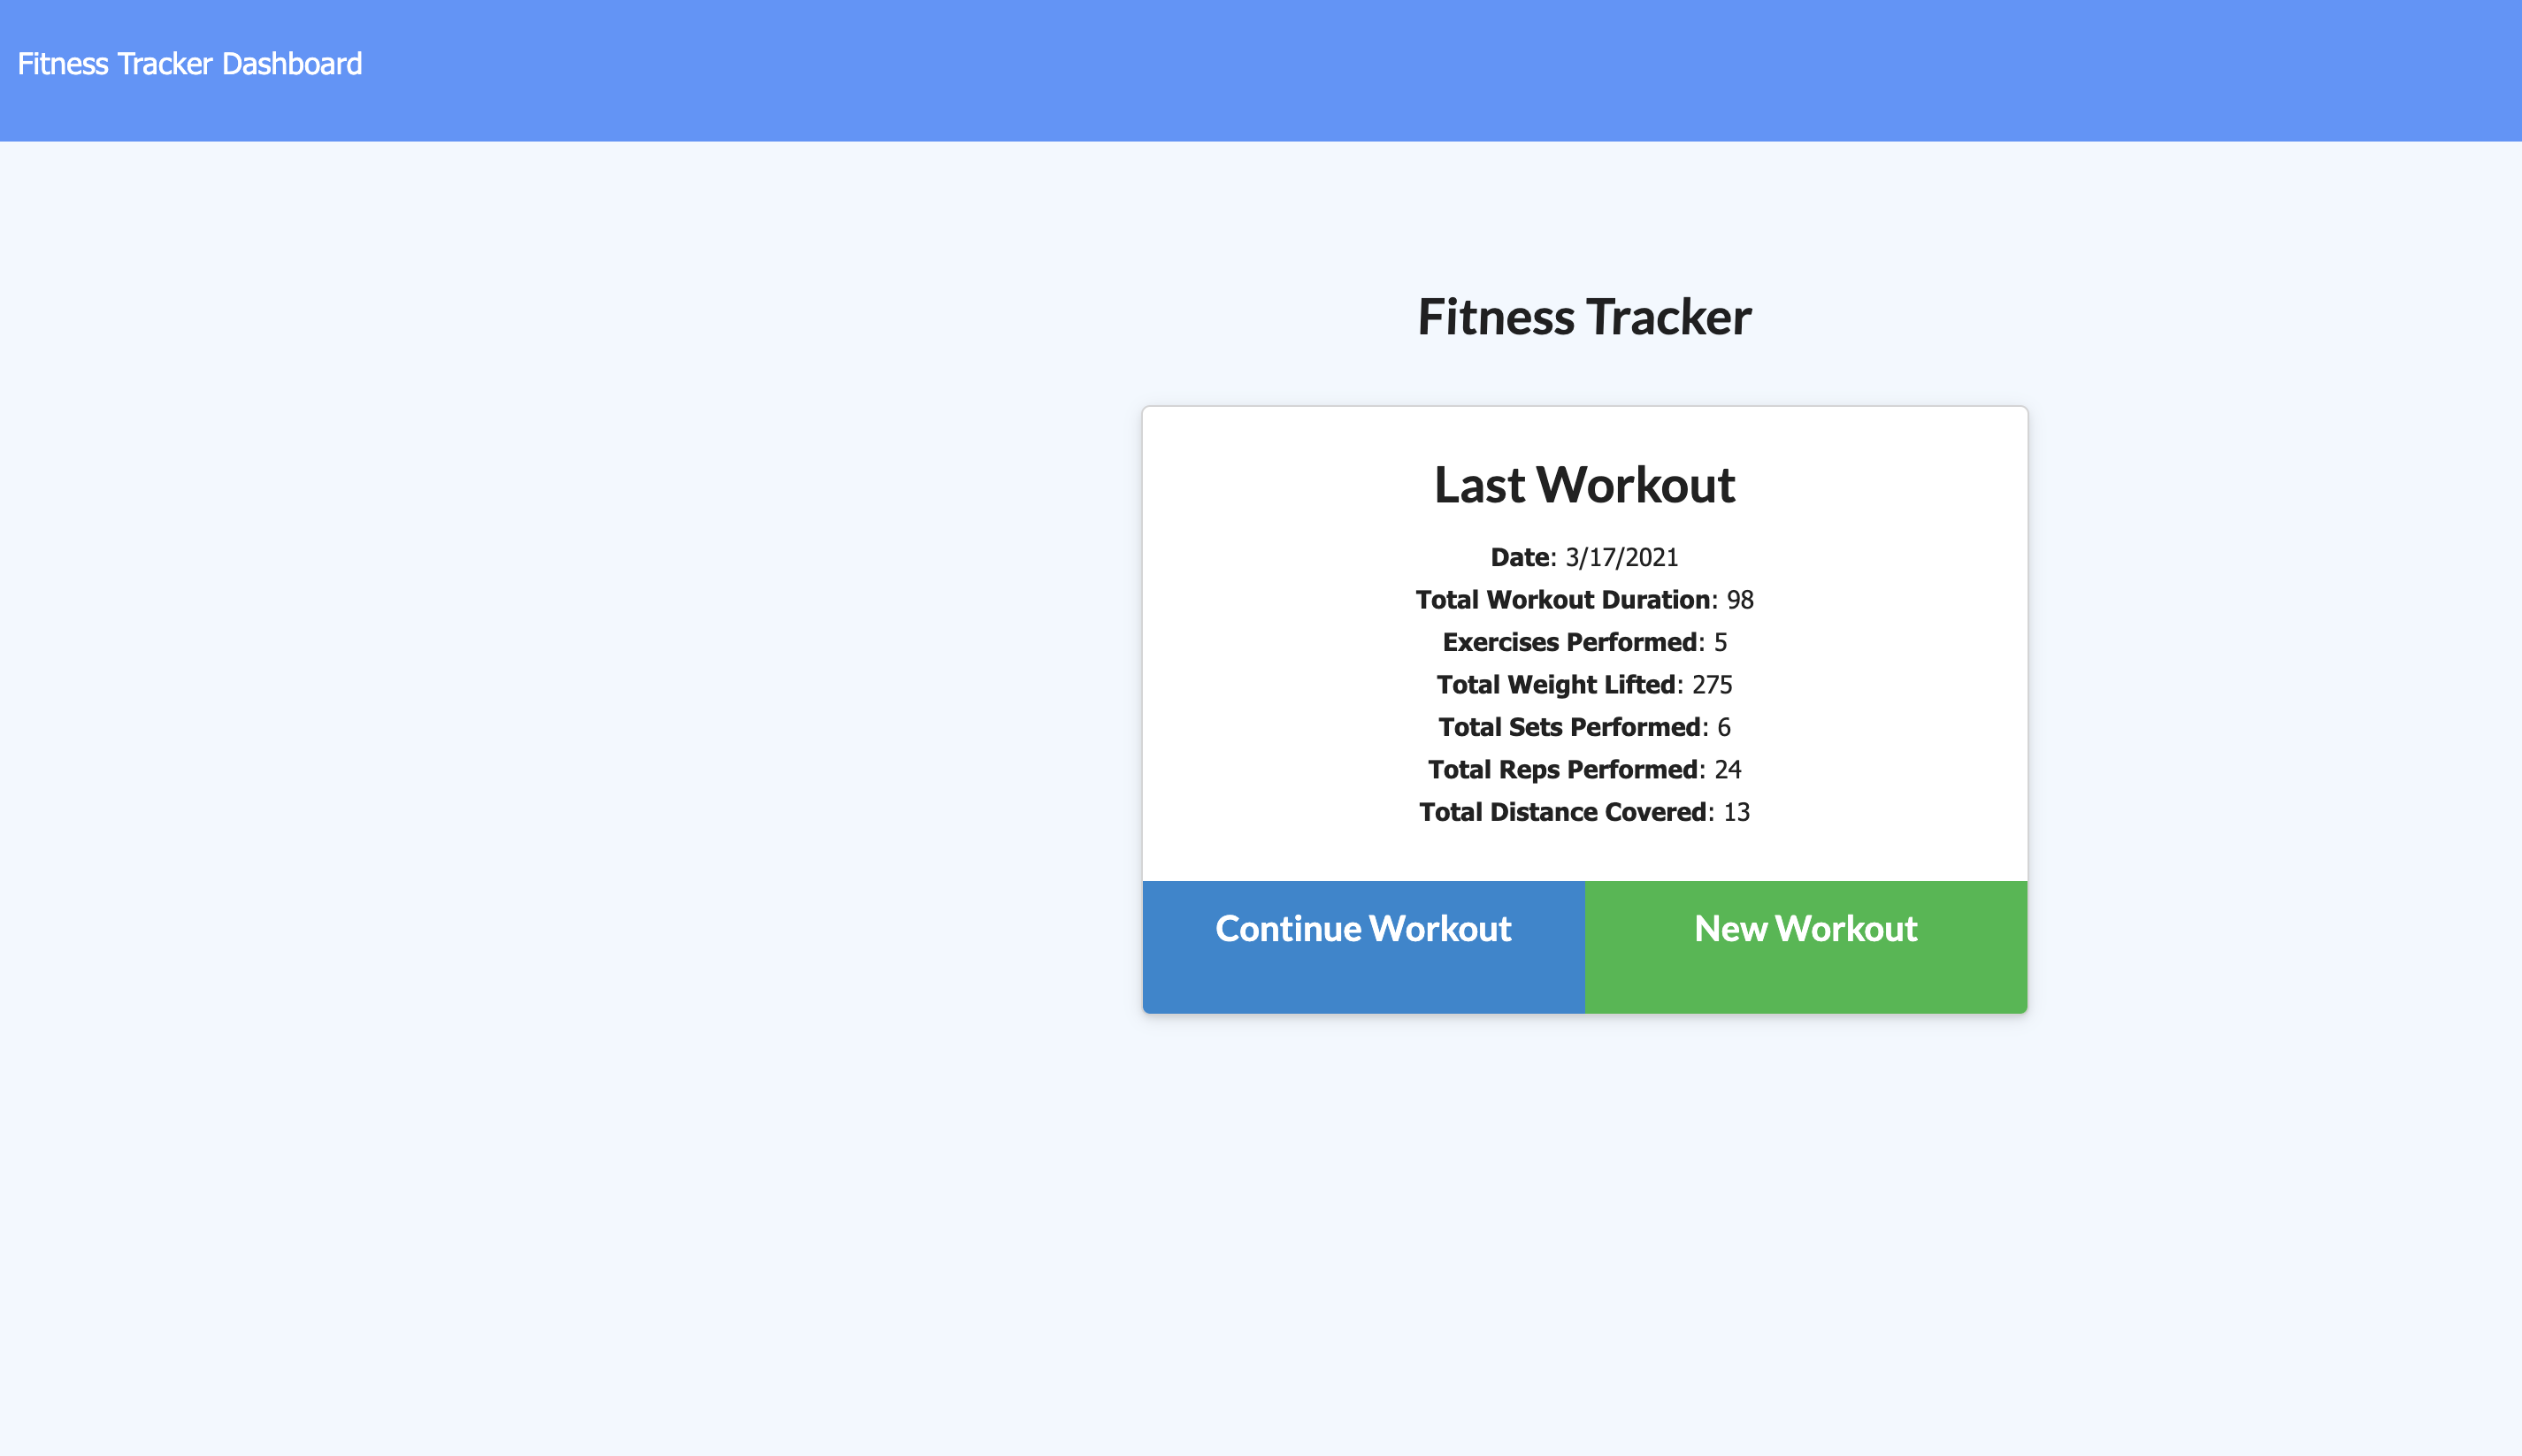 Fitness Tracker Dashboard
Fitness Tracker
Last Workout
Date: 3/17/2021
Total Workout Duration: 98
Exercises Performed: 5
Total Weight Lifted: 275
Total Sets Performed: 6
Total Reps Performed: 24
Total Distance Covered: 13
Continue Workout
New Workout